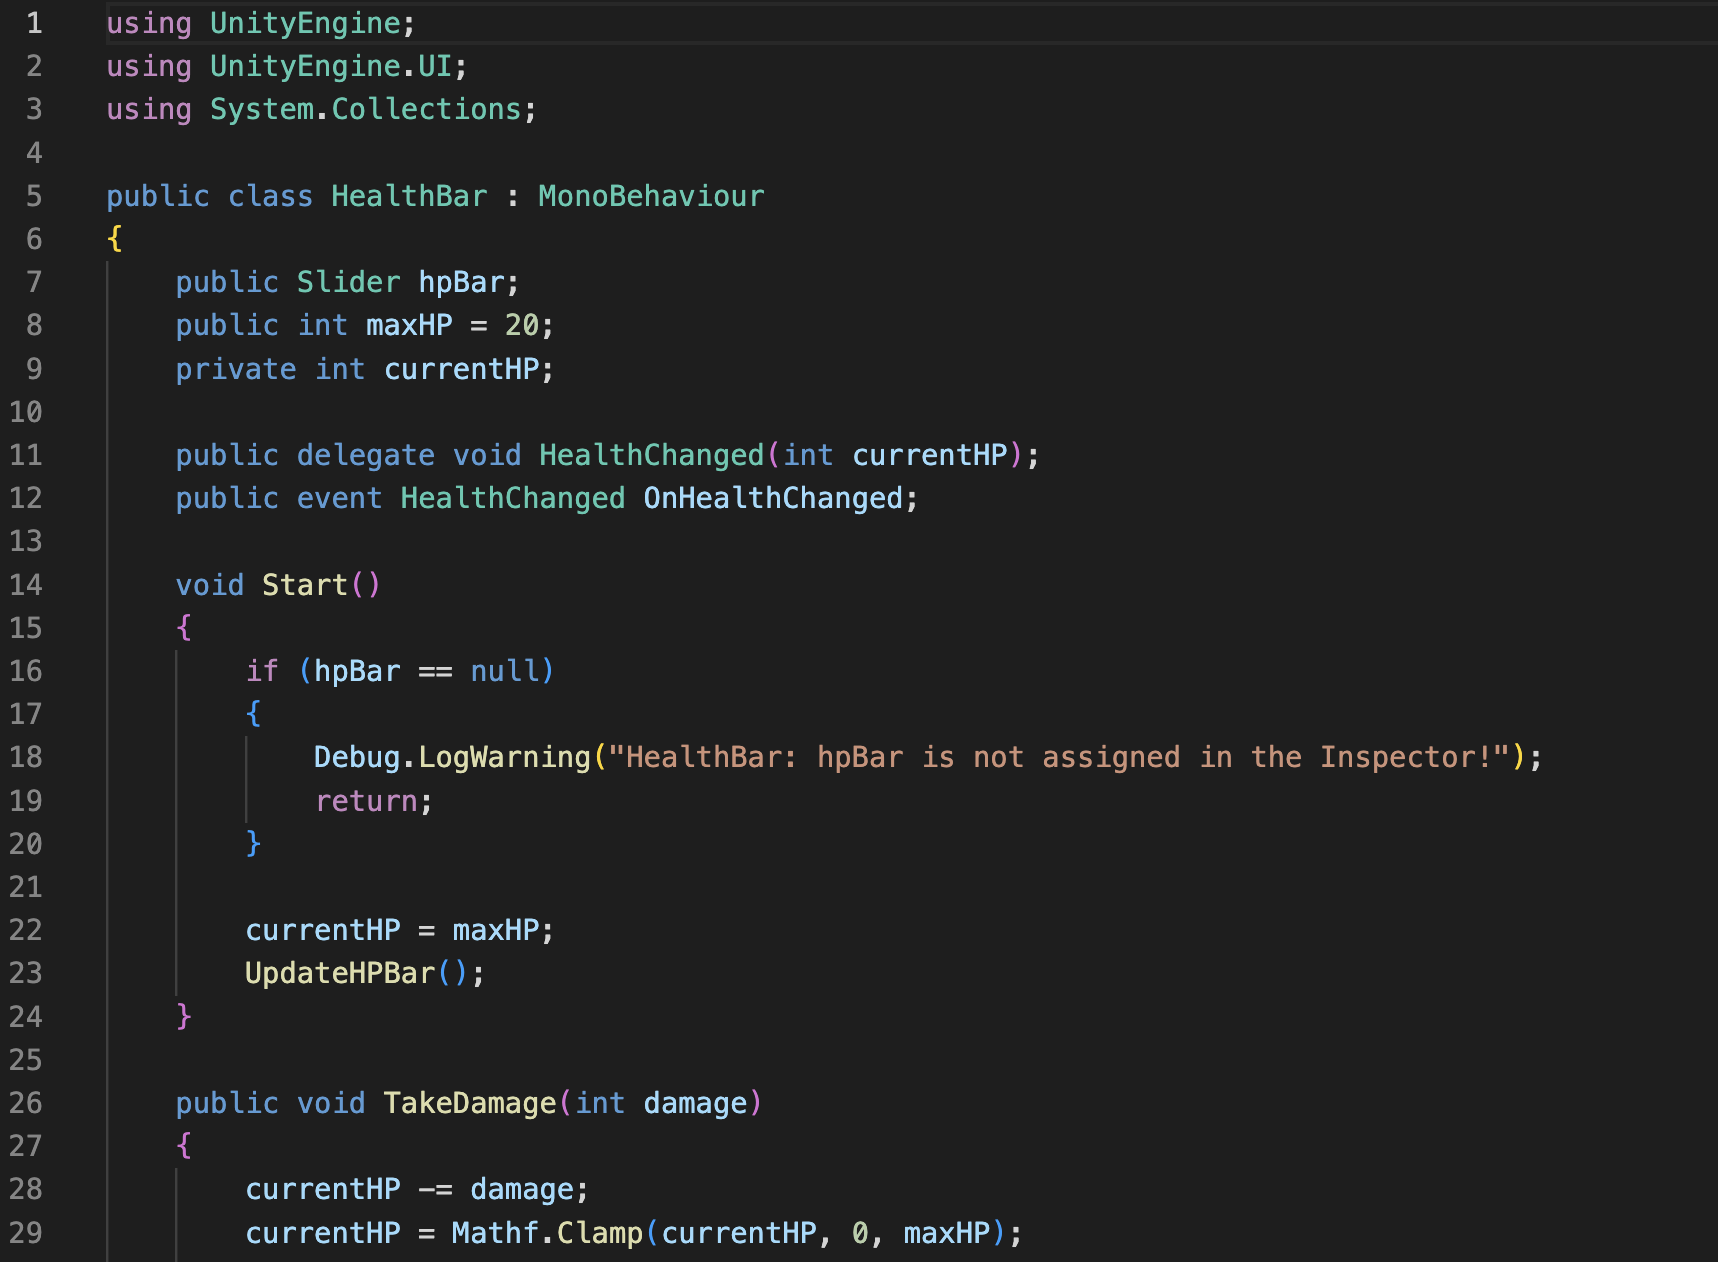 1 using UnityEngine;
2 using UnityEngine.UI;
3 using System.Collections;
4
5 public class HealthBar : MonoBehaviour
6 {
7     public Slider hpBar;
8     public int maxHP = 20;
9     private int currentHP;
10
11     public delegate void HealthChanged(int currentHP);
12     public event HealthChanged OnHealthChanged;
13
14     void Start()
15     {
16         if (hpBar == null)
17         {
18             Debug.LogWarning("HealthBar: hpBar is not assigned in the Inspector!");
19             return;
20         }
21
22         currentHP = maxHP;
23         UpdateHPBar();
24     }
25
26     public void TakeDamage(int damage)
27     {
28         currentHP -= damage;
29         currentHP = Mathf.Clamp(currentHP, 0, maxHP);